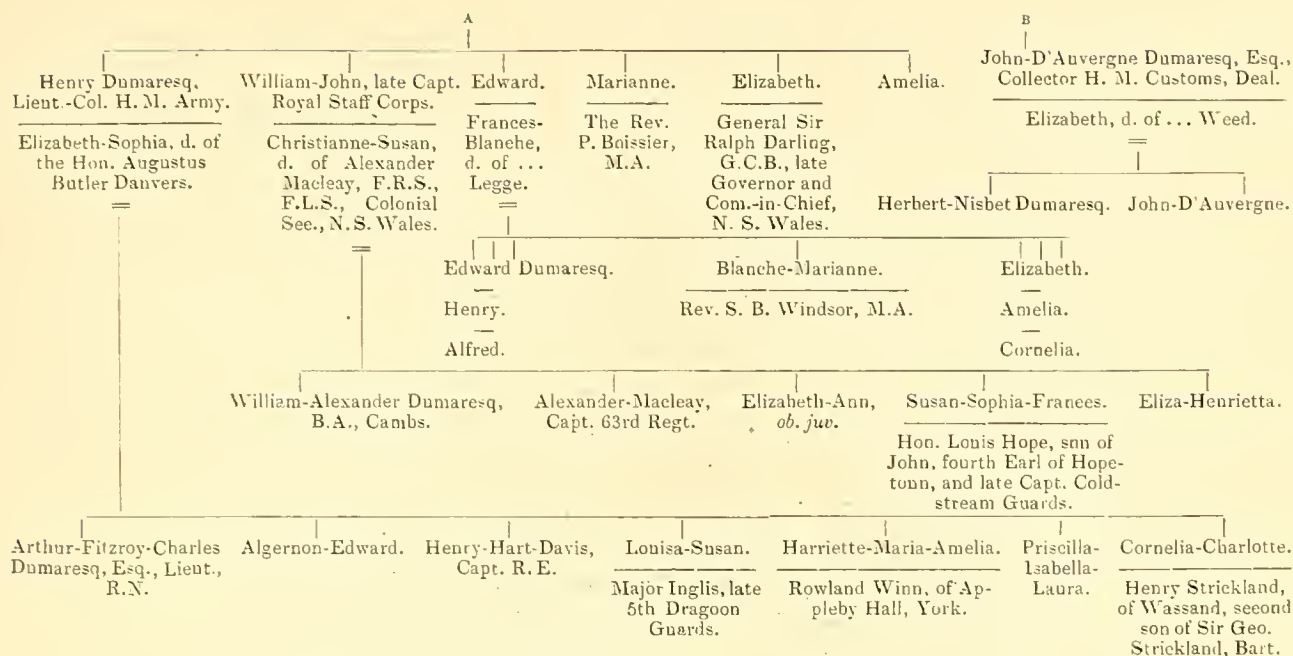 A
B
Henry Dumaresq,
Lieut.-Col. H. M. Army.
Elizabeth-Sophia, d. of
the Hon. Augustus
Butler Danvers.
William-John, late Capt.
Royal Staff Corps.
Christianne-Susan,
d. of Alexander
Macleay, F.R.S.,
F.L.S., Colonial
See., N.S. Wales.
Edward.
Frances-
Blanehe,
d. of ...
Legge.
Marianne.
The Rev.
P. Boissier,
M.A.
Elizabeth.
General Sir
Ralph Darling,
G.C.B., late
Governor and
Com.-in-Chief,
N. S. Wales.
Amelia.
John-D'Auvergne Dumaresq, Esq.,
Collector H. M. Customs, Deal.
Elizabeth, d. of ... Weed.
Herbert-Nisbet Dumaresq.
John-D'Auvergne.
Edward Dumaresq.
Henry.
Alfred.
Blanche-Marianne.
Rev. S. B. Windsor, M.A.
Elizabeth.
Amelia.
Cornelia.
William-Alexander Dumaresq,
B.A., Cambs.
Alexander-Macleay,
Capt. 63rd Regt.
Elizabeth-Ann,
ob. juv.
Susan-Sophia-Franees.
Hon. Louis Hope, snn of
John, fourth Earl of Hope-
tounn, and late Capt. Cold-
stream Guards.
Eliza-Henrietta.
Arthur-Fitzroy-Charles
Dumaresq, Esq., Lieut.,
R.N.
Algernon-Edward.
Henry-Hart-Davis,
Capt. R. E.
Louisa-Susan.
Major Inglis, late
5th Dragoon
Guards.
Harriette-Maria-Amelia.
Rowland Winn, of Ap-
pleby Hall, York.
Priscilla-
Isabella-
Laura.
Cornelia-Charlotte.
Henry Strickland,
of Wassand, seeond
son of Sir Geo.
Strickland, Bart.